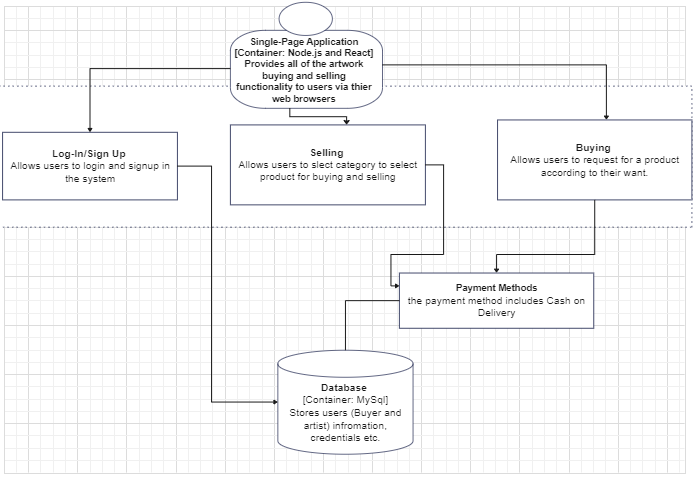 Single-Page Application
[Container: Node.js and React]
Provides all of the artwork
buying and selling
functionality to users via thier
web browsers
Log-In/Sign Up
Allows users to login and signup in
the system
Selling
Allows users to slect category to select
product for buying and selling
Buying
Allows users to request for a product
according to their want.
Payment Methods
the payment method includes Cash on
Delivery
Database
[Container: MySql]
Stores users (Buyer and
artist) infromation,
credentials etc.